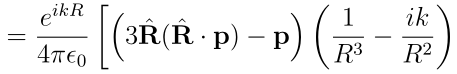 = \frac{e^{ikR}}{4\pi\epsilon_0} \left[ \left( 3\hat{\mathbf{R}}(\hat{\mathbf{R}} \cdot \mathbf{p}) - \mathbf{p} \right) \left( \frac{1}{R^3} - \frac{ik}{R^2} \right) \right.